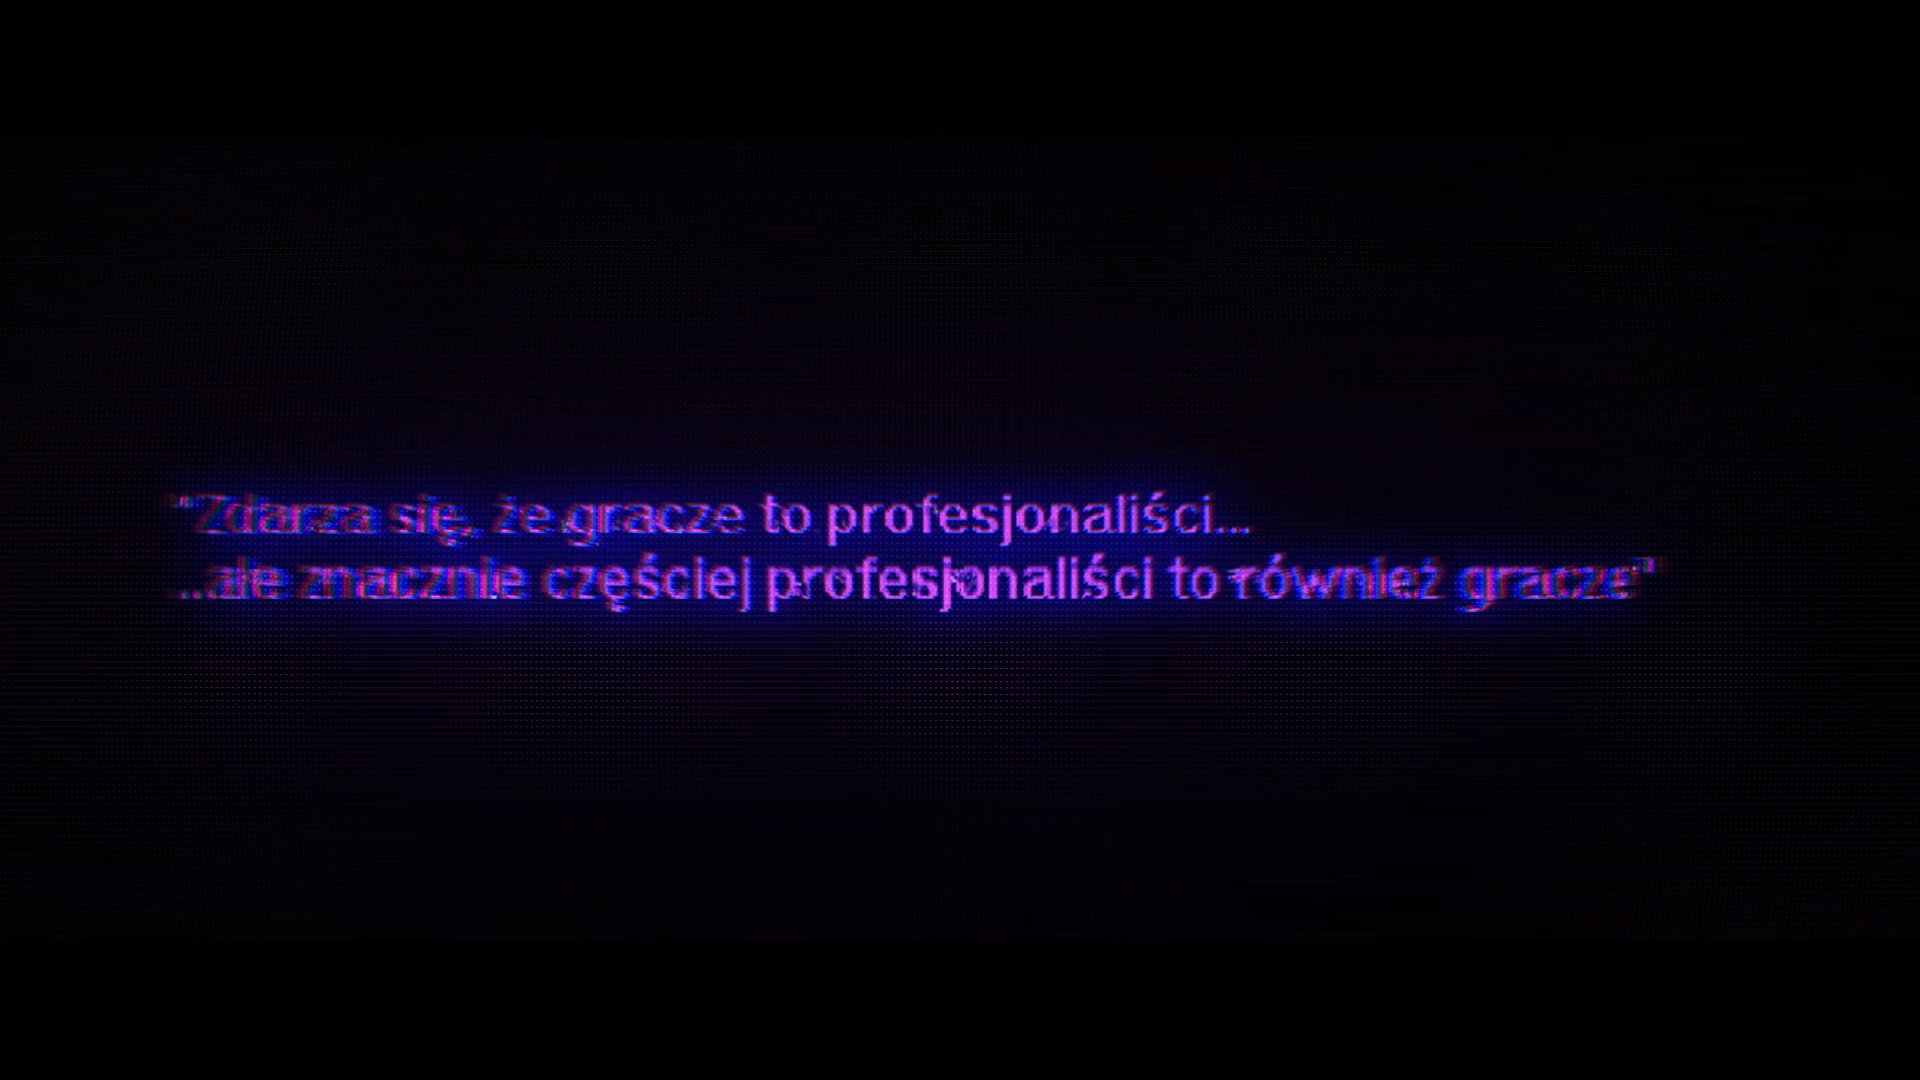 "Zdarza się, że gracze to profesjonaliści...
...ale znacznie częściej profesjonaliści to również gracze"